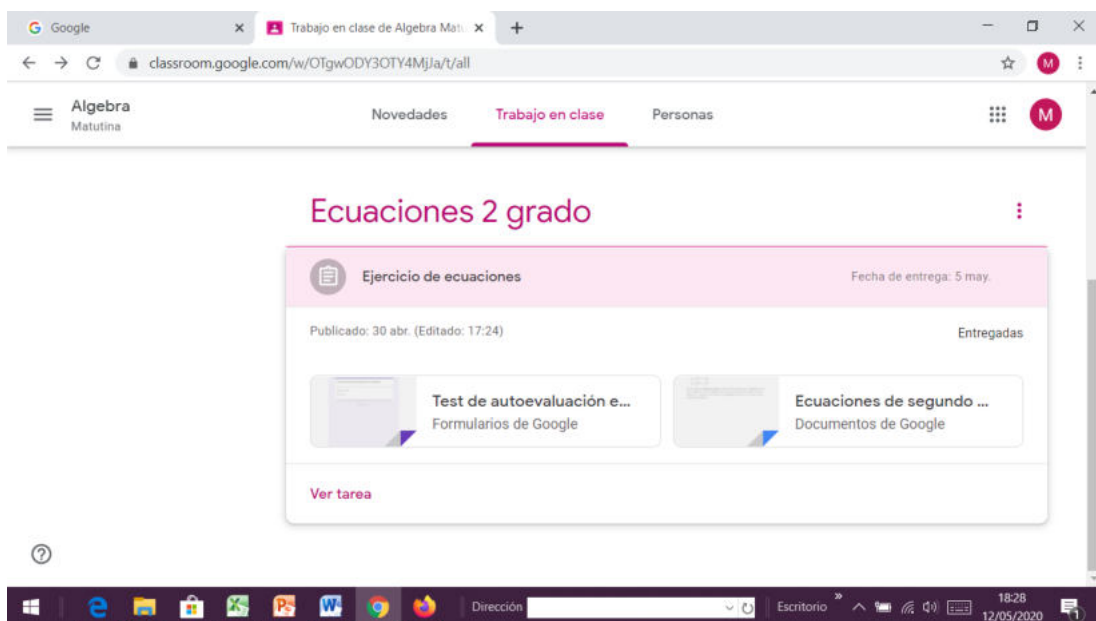 Google
Trabajo en clase de Algebra Mat
classroom.google.com/w/OTgwODY3OTY4MjJa/t/all
M
Algebra
Matutina
Novedades Trabajo en clase Personas
M
Ecuaciones 2 grado
Ejercicio de ecuaciones Fecha de entrega: 5 may.
Publicado: 30 abr. (Editado: 17:24) Entregadas
Test de autoevaluación e...
Formularios de Google
Ecuaciones de segundo ...
Documentos de Google
Ver tarea
Dirección
Escritorio
18:28
12/05/2020
1